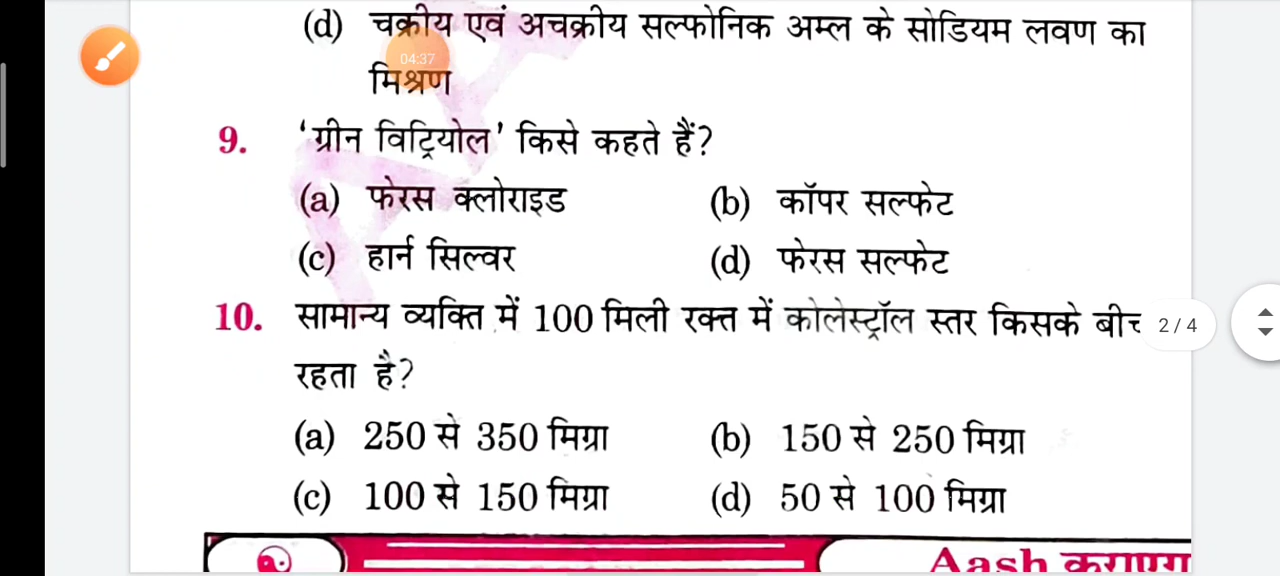 (d) चक्रीय एवं अचक्रीय सल्फोनिक अम्ल के सोडियम लवण का
04:37
मिश्रण
9. ‘ग्रीन विट्रियोल’ किसे कहते हैं?
(a) फेरस क्लोराइड (b) कॉपर सल्फेट
(c) हार्न सिल्वर (d) फेरस सल्फेट
10. सामान्य व्यक्ति में 100 मिली रक्त में कोलेस्ट्रॉल स्तर किसके बीच 2 / 4
रहता है?
(a) 250 से 350 मिग्रा (b) 150 से 250 मिग्रा
(c) 100 से 150 मिग्रा (d) 50 से 100 मिग्रा
Aash